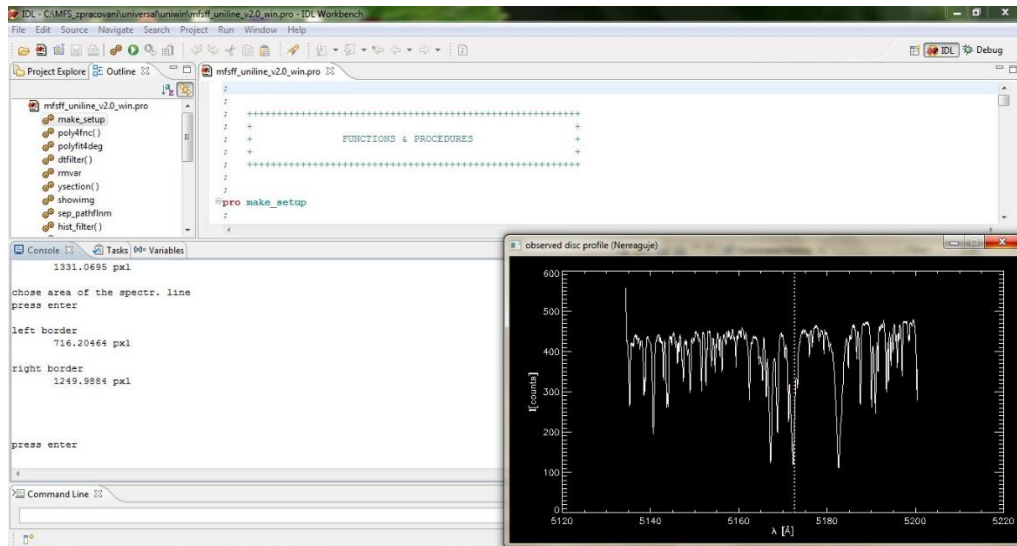 IDL - C:\MFS_zpracovani\universal\uniwin\mfsff_uniline_v2.0_win.pro - IDL Workbench
File Edit Source Navigate Search Project Run Window Help
IDL Debug
Project Explore Outline
mfsff_uniline_v2.0_win.pro
mfsff_uniline_v2.0_win.pro
make_setup
poly4fnc()
polyfit4deg
dtfilter()
rmvar
ysection()
showimg
sep_pathflnm
hist_filter()
;
;
; +++++++++++++++++++++++++++++++++++++++++++++++++++++++++
; + +
; + FUNCTIONS & PROCEDURES +
; + +
; +++++++++++++++++++++++++++++++++++++++++++++++++++++++++
;
;
pro make_setup
;
Console Tasks Variables
1331.0695 pxl
chose area of the spectr. line
press enter
left border
716.20464 pxl
right border
1249.9884 pxl
press enter
Command Line
observed disc profile (Nereaguje)
600
500
400
300
200
100
0
I[counts]
5120 5140 5160 5180 5200 5220
λ [Å]